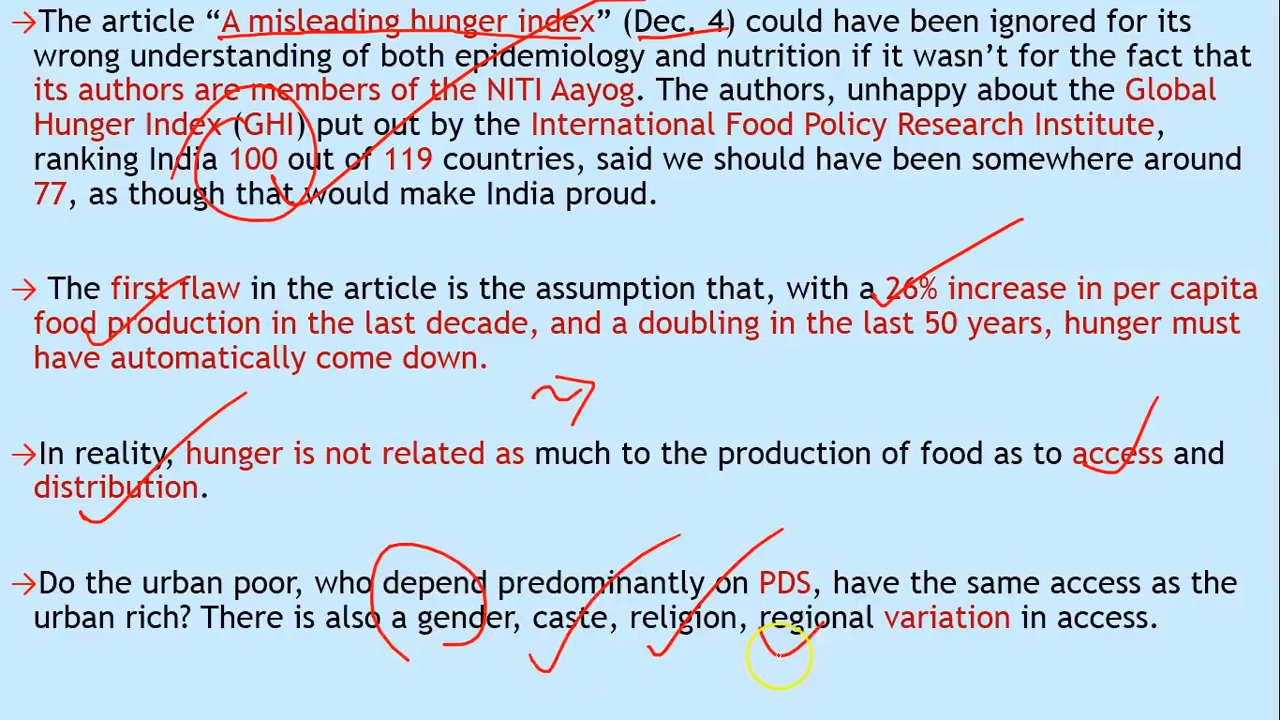 →The article “A misleading hunger index” (Dec. 4) could have been ignored for its
wrong understanding of both epidemiology and nutrition if it wasn’t for the fact that
its authors are members of the NITI Aayog. The authors, unhappy about the Global
Hunger Index (GHI) put out by the International Food Policy Research Institute,
ranking India 100 out of 119 countries, said we should have been somewhere around
77, as though that would make India proud.
→ The first flaw in the article is the assumption that, with a 26% increase in per capita
food production in the last decade, and a doubling in the last 50 years, hunger must
have automatically come down.
→In reality, hunger is not related as much to the production of food as to access and
distribution.
→Do the urban poor, who depend predominantly on PDS, have the same access as the
urban rich? There is also a gender, caste, religion, regional variation in access.